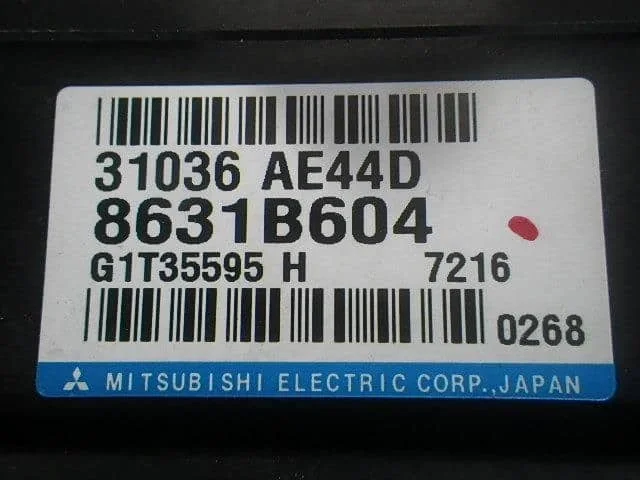 31036 AE44D
8631B604
G1T35595 H 7216
0268
MITSUBISHI ELECTRIC CORP.,JAPAN